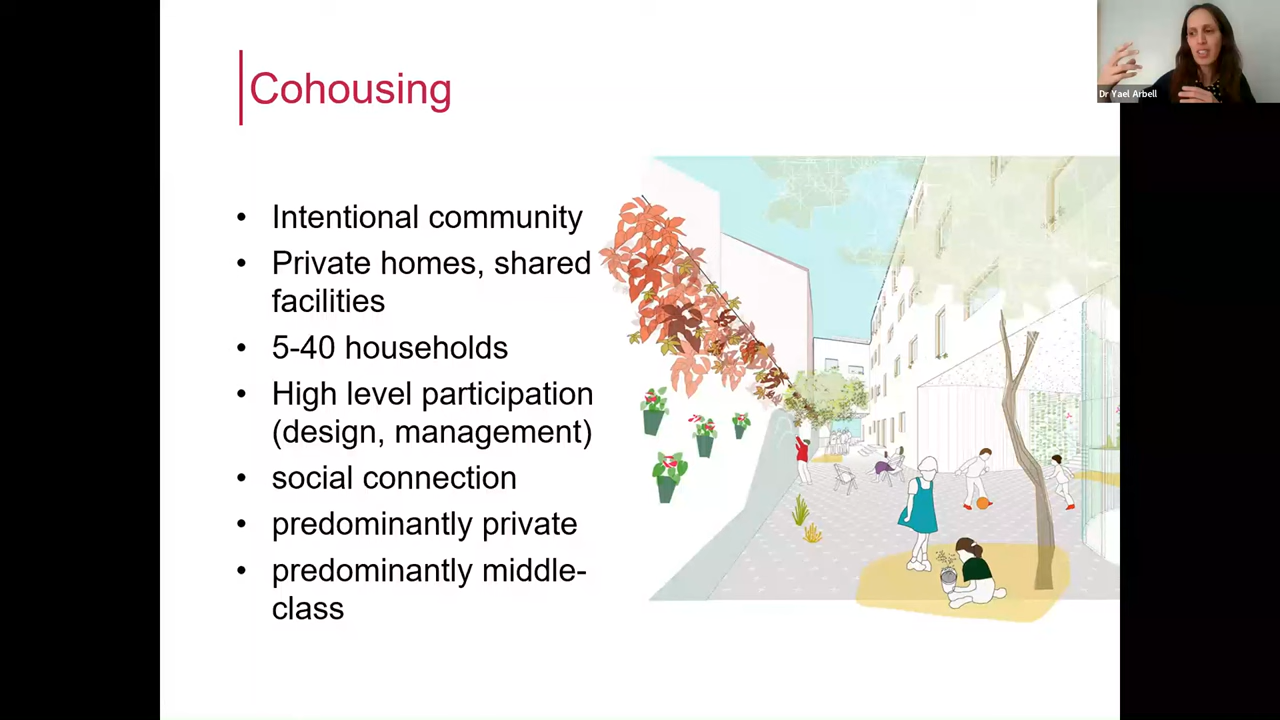 Cohousing
Dr Yael Arbell
• Intentional community
• Private homes, shared
facilities
• 5-40 households
• High level participation
(design, management)
• social connection
• predominantly private
• predominantly middle-
class